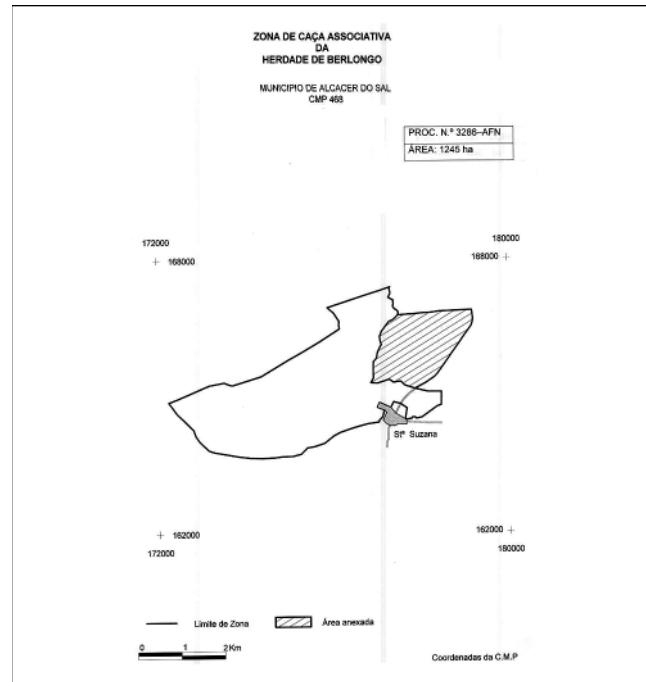 ZONA DE CAÇA ASSOCIATIVA
DA
HERDADE DE BERLONGO
MUNICIPIO DE ALCACER DO SAL
CMP 468
PROC. N.º 3286–AFN
ÁREA: 1245 ha
172000
168000
180000
168000
Stª Suzana
162000
172000
162000
180000
Limite de Zona
Área anexada
0 1 2Km
Coordenadas da C.M.P